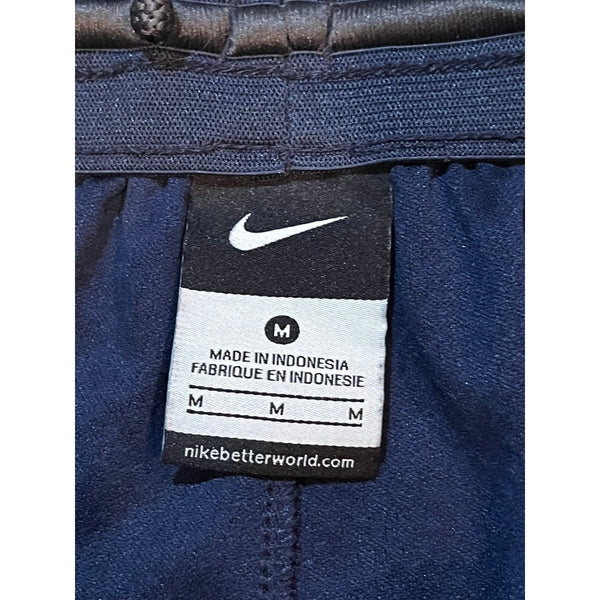 M
MADE IN INDONESIA
FABRIQUE EN INDONESIE
M M M
nikebetterworld.com